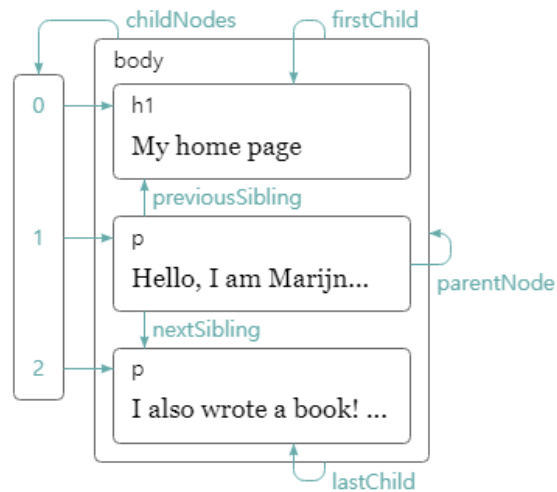 childNodes
firstChild
body
0
h1
My home page
previousSibling
1
p
Hello, I am Marijn...
parentNode
nextSibling
2
p
I also wrote a book! ...
lastChild